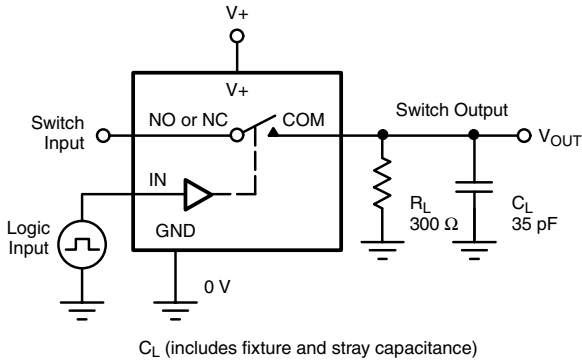 V+
V+
NO or NC
COM
Switch Output
Switch
Input
V_OUT
IN
Logic
Input
GND
R_L
300 Ω
C_L
35 pF
0 V
C_L (includes fixture and stray capacitance)